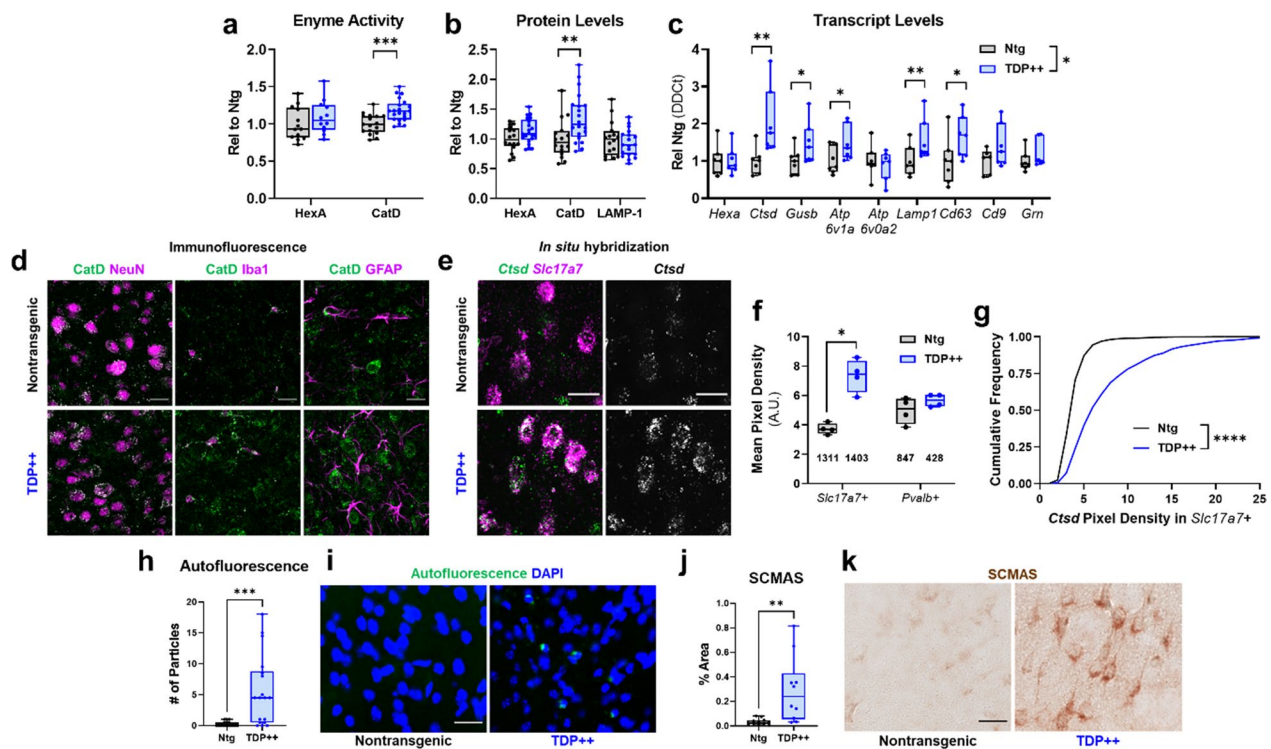 a
Enyme Activity
Rel to Ntg
2.0
1.5
1.0
0.5
0.0
***
HexA CatD
b
Protein Levels
Rel to Ntg
2.5
2.0
1.5
1.0
0.5
0.0
**
HexA CatD LAMP-1
c
Transcript Levels
Rel Ntg (DDCt)
4
3
2
1
0
** * * ** *
Ntg
TDP++
*
Hexa Ctsd Gusb Atp Atp Lamp1 Cd63 Cd9 Grn
6v1a 6v0a2
d
Immunofluorescence
CatD NeuN CatD Iba1 CatD GFAP
Nontransgenic
TDP++
e
In situ hybridization
Ctsd Slc17a7 Ctsd
Nontransgenic
TDP++
f
Mean Pixel Density
(A.U.)
10
8
6
4
2
0
*
Ntg
TDP++
1311 1403 847 428
Slc17a7+ Pvalb+
g
Cumulative Frequency
1.00
0.75
0.50
0.25
0.00
Ntg
TDP++
****
0 5 10 15 20 25
Ctsd Pixel Density in Slc17a7+
h
Autofluorescence
# of Particles
20
15
10
5
0
***
Ntg TDP++
i
Autofluorescence DAPI
Nontransgenic TDP++
j
SCMAS
% Area
1.0
0.8
0.6
0.4
0.2
0.0
**
Ntg TDP++
k
SCMAS
Nontransgenic TDP++